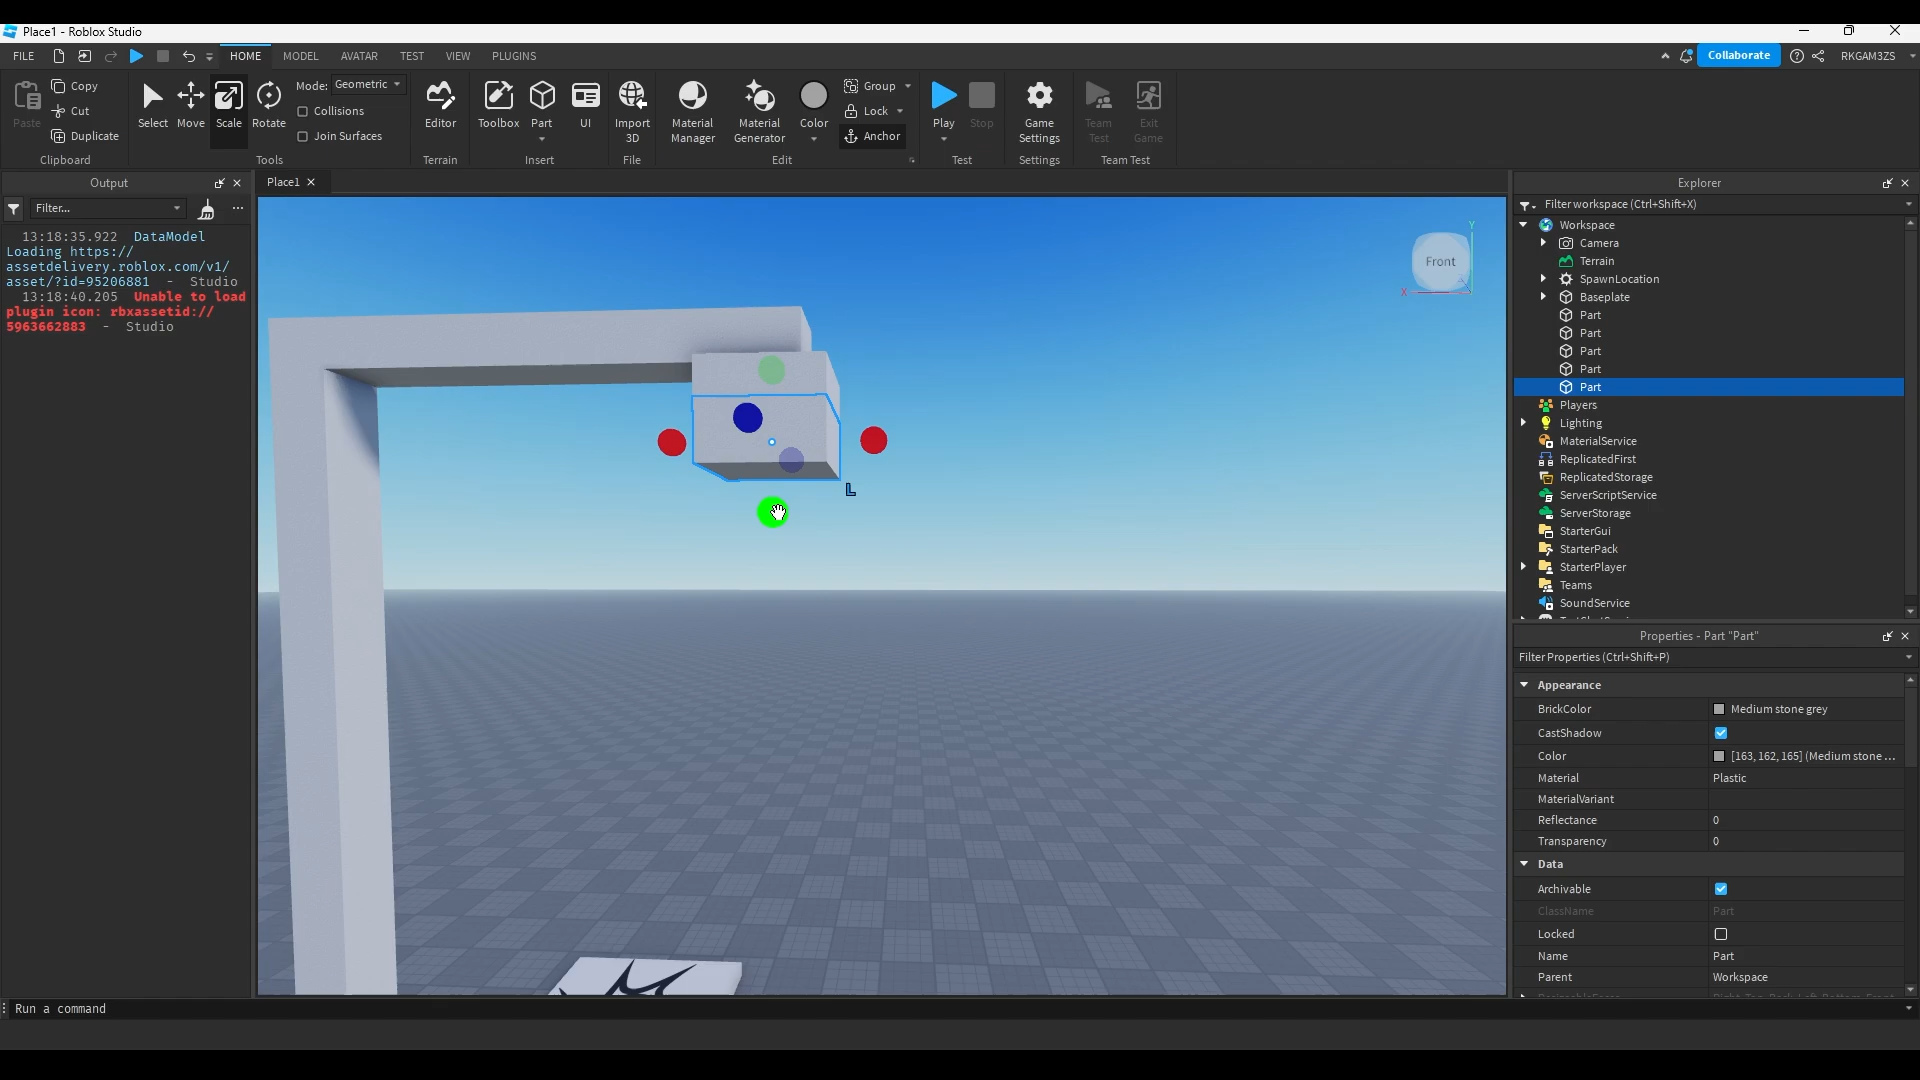 Place1 - Roblox Studio
FILE HOME MODEL AVATAR TEST VIEW PLUGINS Collaborate RKGAM3ZS
Paste Copy Cut Duplicate Clipboard
Select Move Scale Rotate Mode: Geometric Collisions Join Surfaces Tools
Editor Terrain
Toolbox Part UI Insert
Import 3D File
Material Manager Material Generator Color Group Lock Anchor Edit
Play Stop Test
Game Settings Settings
Team Test Exit Game Team Test
Output
Filter...
13:18:35.922 DataModel
Loading https://
assetdelivery.roblox.com/v1/
asset/?id=95206881 - Studio
13:18:40.205 Unable to load
plugin icon: rbxassetid://
5963662883 - Studio
Place1
Front
Y
X
L
Explorer
Filter workspace (Ctrl+Shift+X)
Workspace
Camera
Terrain
SpawnLocation
Baseplate
Part
Part
Part
Part
Part
Players
Lighting
MaterialService
ReplicatedFirst
ReplicatedStorage
ServerScriptService
ServerStorage
StarterGui
StarterPack
StarterPlayer
Teams
SoundService
Properties - Part "Part"
Filter Properties (Ctrl+Shift+P)
Appearance
BrickColor Medium stone grey
CastShadow
Color [163, 162, 165] (Medium stone ...
Material Plastic
MaterialVariant
Reflectance 0
Transparency 0
Data
Archivable
ClassName Part
Locked
Name Part
Parent Workspace
Run a command